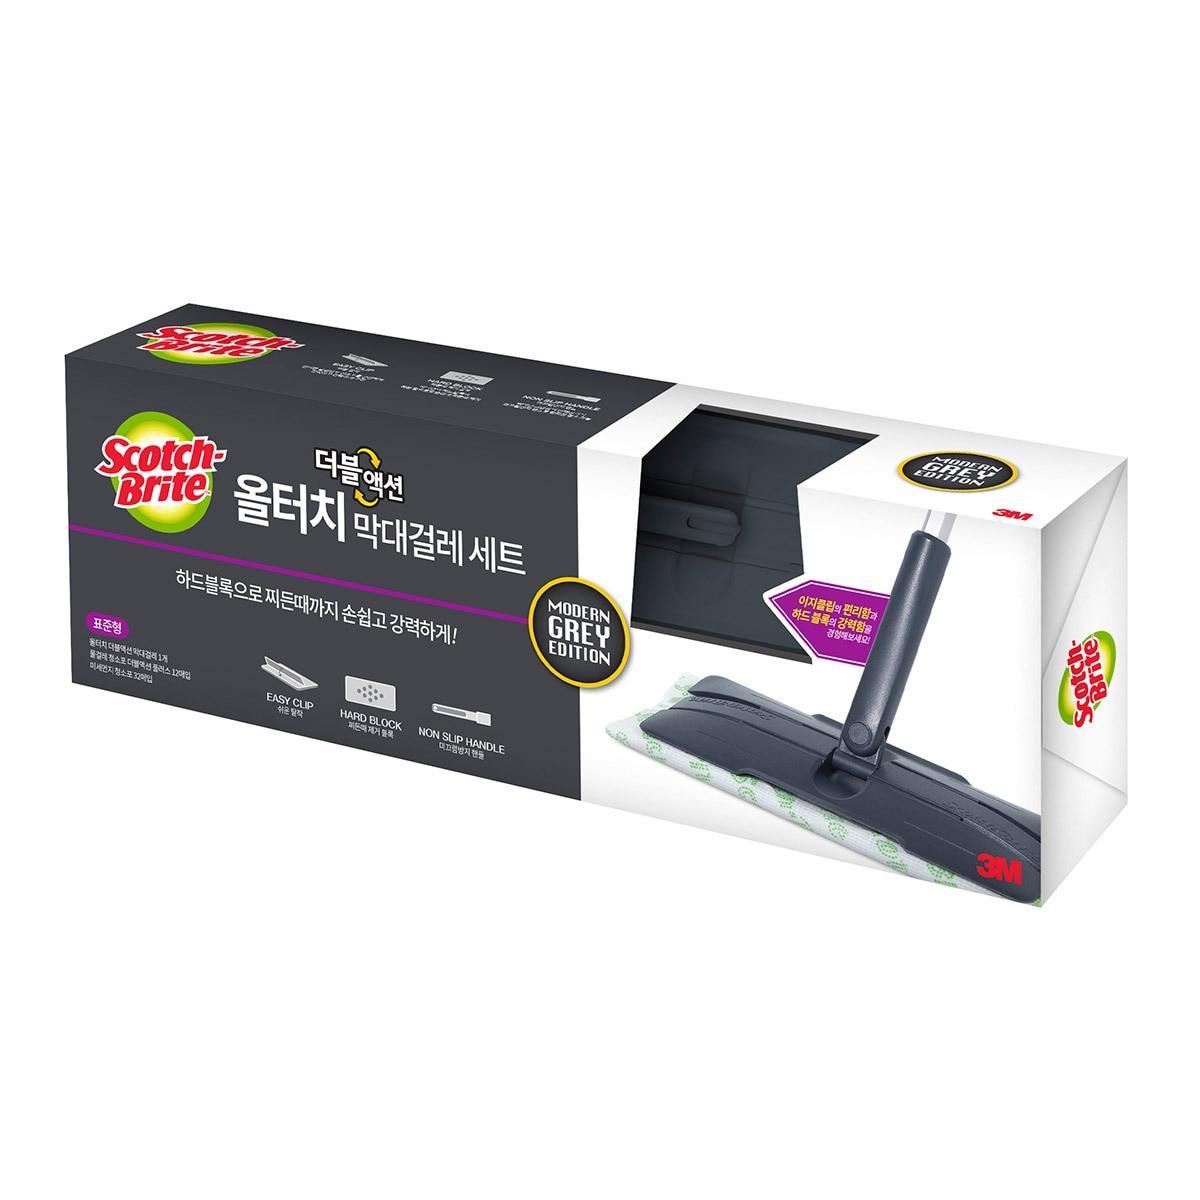 Scotch-
Brite
EASY CLIP
HARD BLOCK
NON SLIP HANDLE
MODERN
GREY
EDITION
3M
Scotch-
Brite™
더블액션
올터치 막대걸레 세트
하드블록으로 찌든때까지 손쉽고 강력하게!
표준형
올터치 더블액션 막대걸레 1개
물걸레 청소포 더블액션 플러스 12매입
미세먼지 청소포 32매입
EASY CLIP
쉬운 탈착
HARD BLOCK
찌든때 제거 블록
NON SLIP HANDLE
미끄럼방지 핸들
MODERN
GREY
EDITION
이지클립의 편리함과
하드 블록의 강력함을
경험해보세요!
3M
Scotch-
Brite